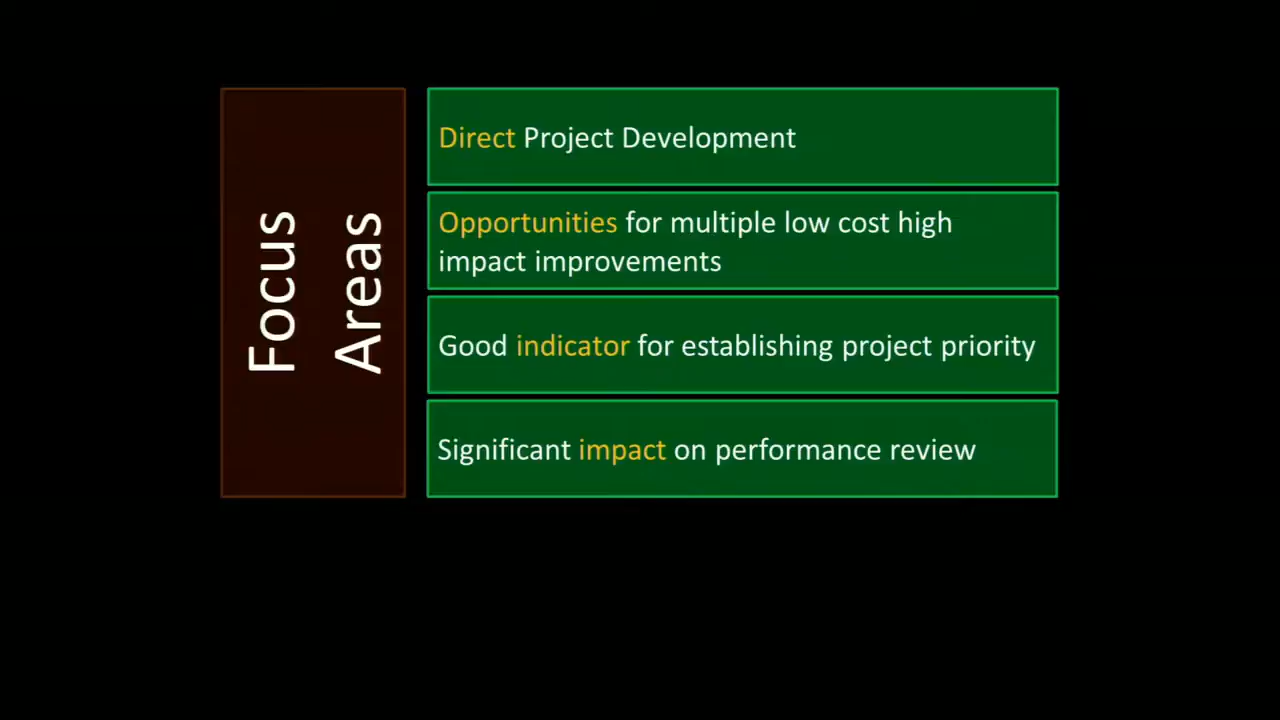 Focus
Areas
Direct Project Development
Opportunities for multiple low cost high
impact improvements
Good indicator for establishing project priority
Significant impact on performance review